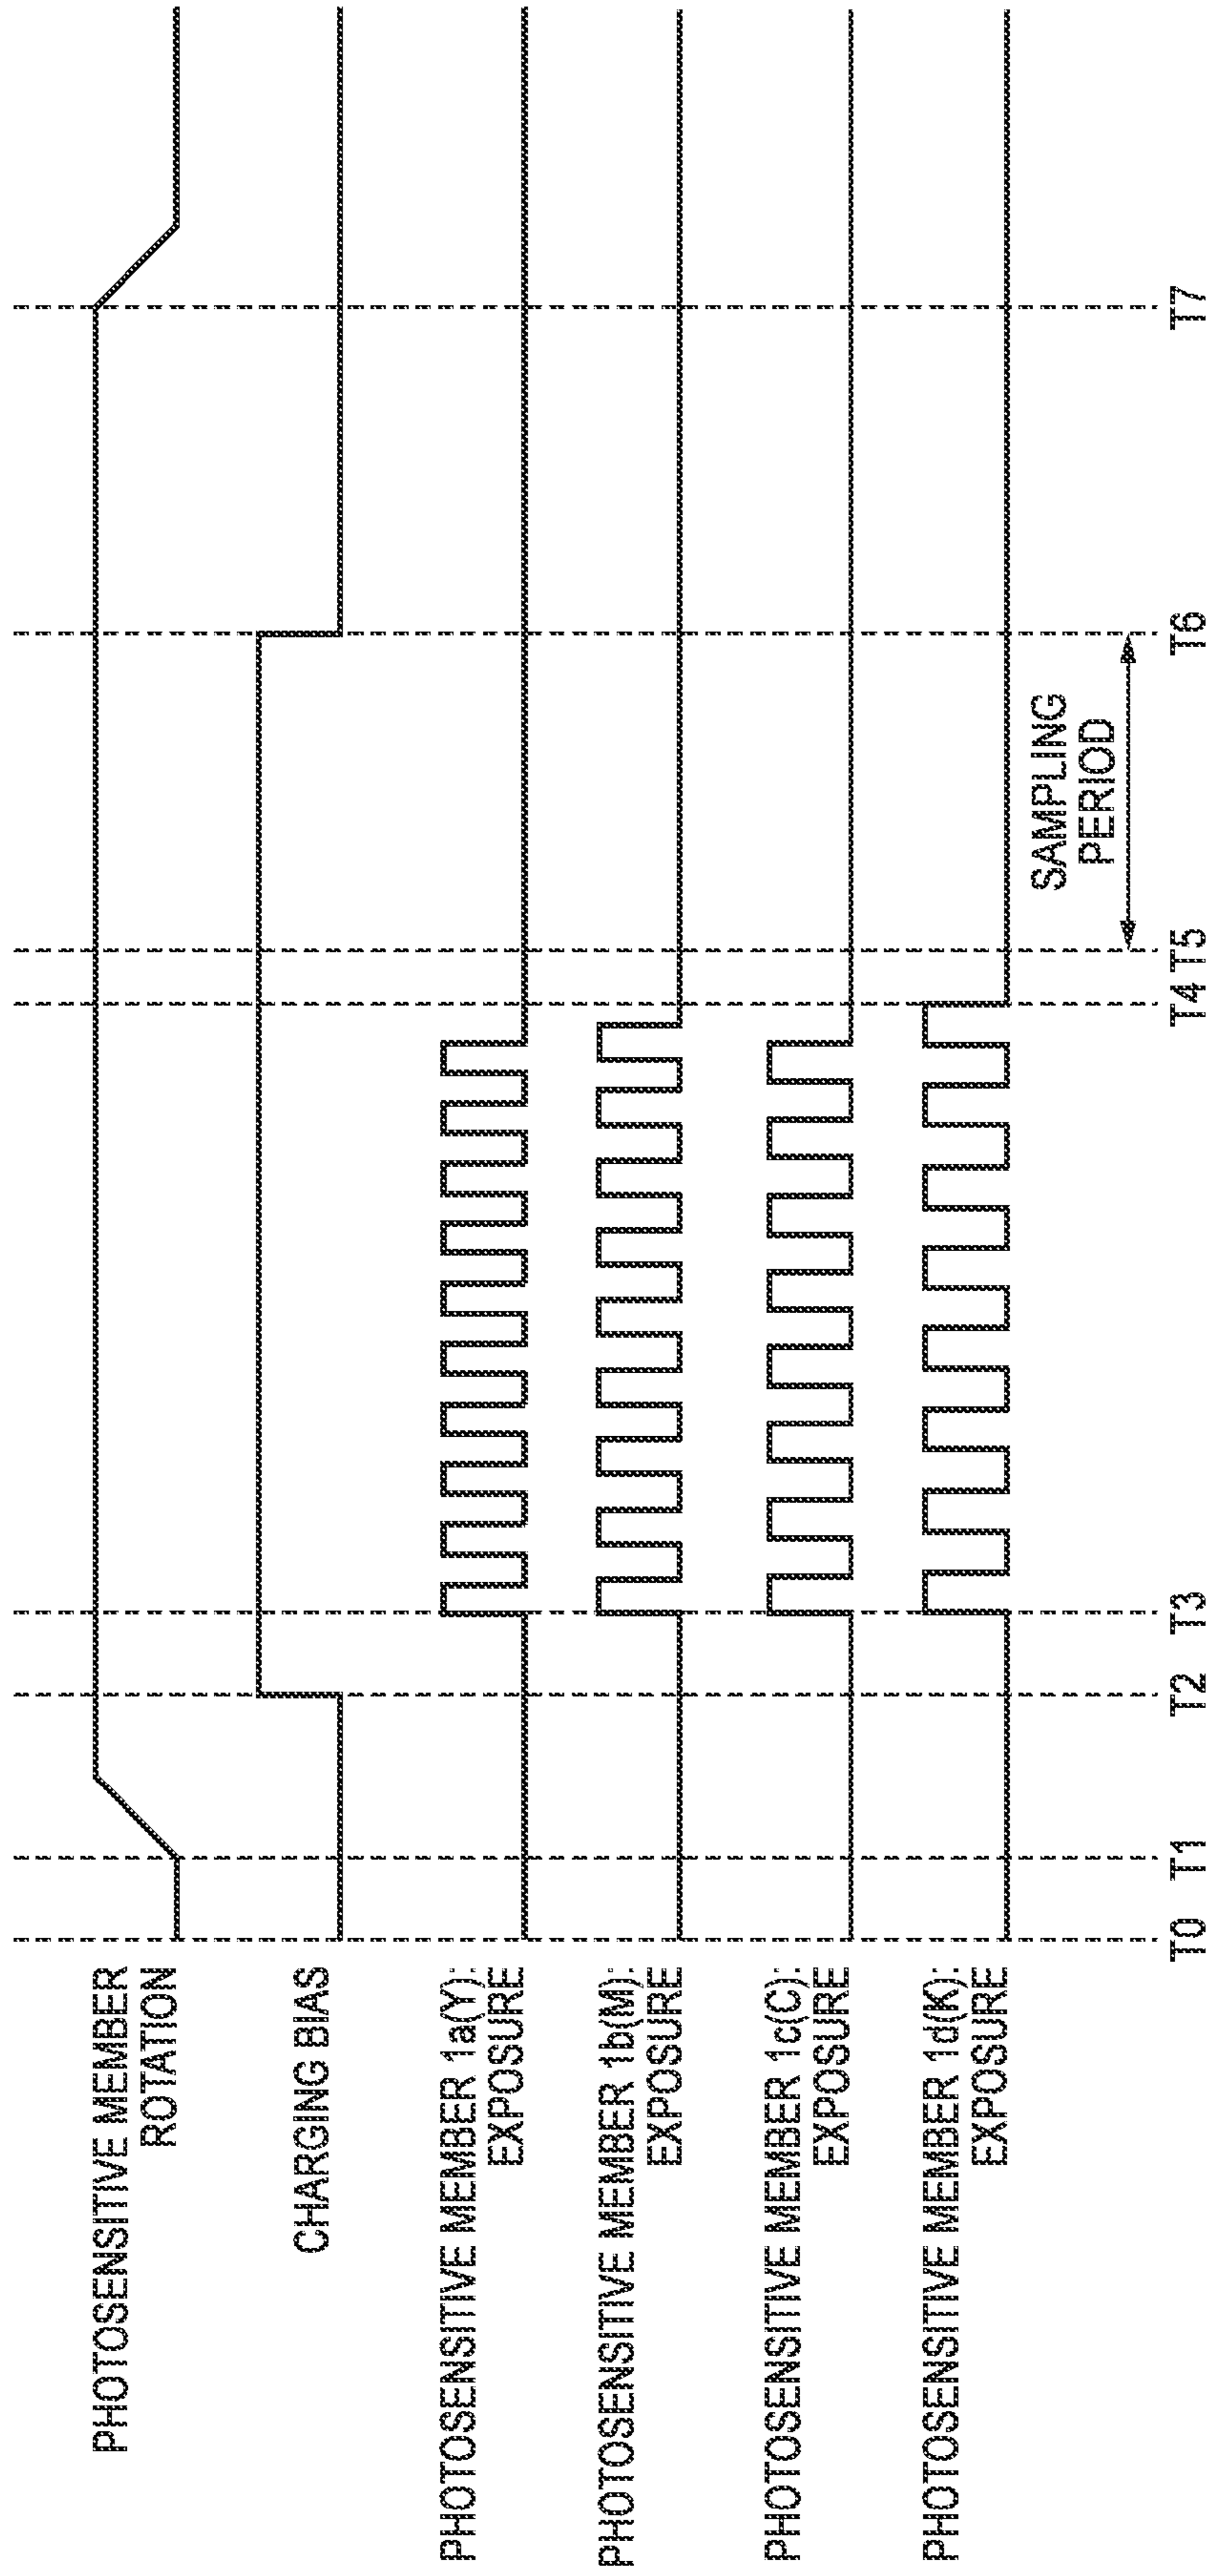 PHOTOSENSITIVE MEMBER
ROTATION
CHARGING BIAS
PHOTOSENSITIVE MEMBER 1a(Y):
EXPOSURE
PHOTOSENSITIVE MEMBER 1b(M):
EXPOSURE
PHOTOSENSITIVE MEMBER 1c(C):
EXPOSURE
PHOTOSENSITIVE MEMBER 1d(K):
EXPOSURE
SAMPLING
PERIOD
T0 T1 T2 T3 T4 T5 T6 T7